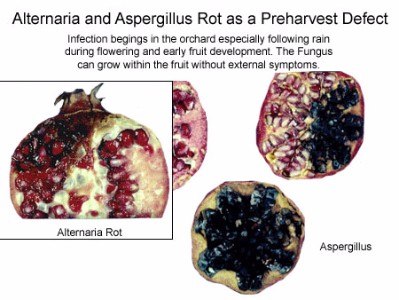 Alternaria and Aspergillus Rot as a Preharvest Defect
Infection begings in the orchard especially following rain
during flowering and early fruit development. The Fungus
can grow within the fruit without external symptoms.
Alternaria Rot
Aspergillus